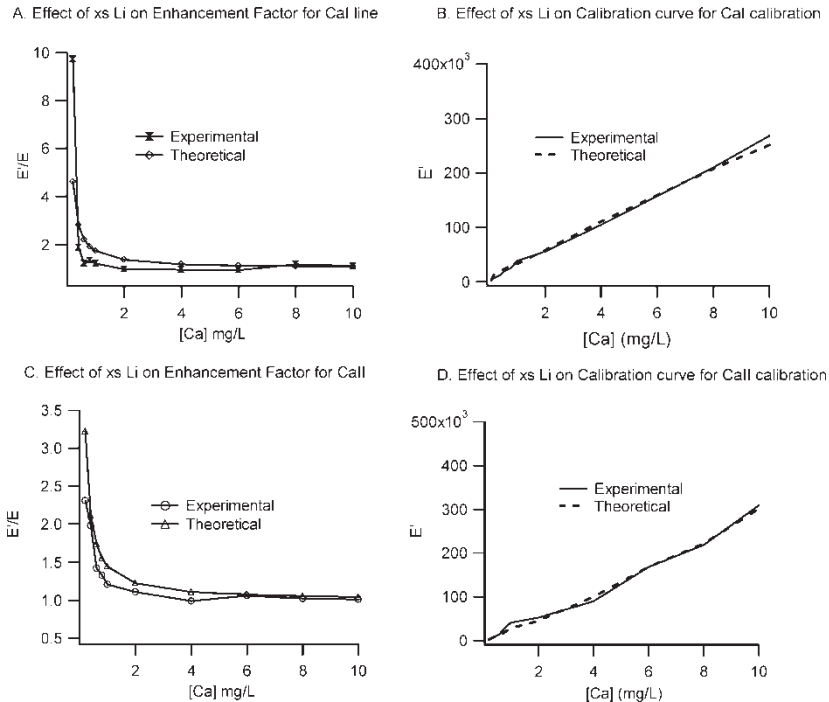 A. Effect of xs Li on Enhancement Factor for CaI line
10
8
6
4
2
E'/E
Experimental
Theoretical
2 4 6 8 10
[Ca] mg/L
B. Effect of xs Li on Calibration curve for CaI calibration
400x10³
300
200
100
0
E'
Experimental
Theoretical
0 2 4 6 8 10
[Ca] (mg/L)
C. Effect of xs Li on Enhancement Factor for CaII
3.5
3.0
2.5
2.0
1.5
1.0
0.5
E'/E
Experimental
Theoretical
2 4 6 8 10
[Ca] mg/L
D. Effect of xs Li on Calibration curve for CaII calibration
500x10³
400
300
200
100
0
E'
Experimental
Theoretical
2 4 6 8 10
[Ca] (mg/L)